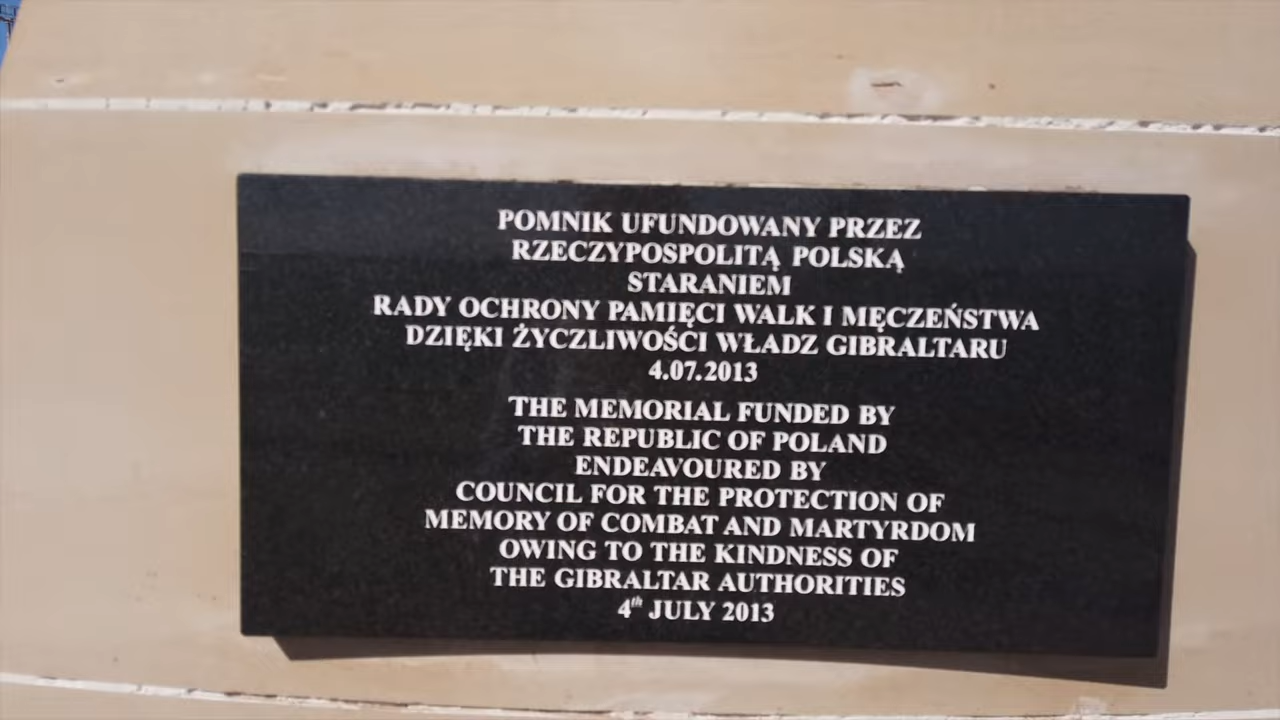 POMNIK UFUNDOWANY PRZEZ
RZECZYPOSPOLITĄ POLSKĄ
STARANIEM
RADY OCHRONY PAMIĘCI WALK I MĘCZEŃSTWA
DZIĘKI ŻYCZLIWOŚCI WŁADZ GIBRALTARU
4.07.2013
THE MEMORIAL FUNDED BY
THE REPUBLIC OF POLAND
ENDEAVOURED BY
COUNCIL FOR THE PROTECTION OF
MEMORY OF COMBAT AND MARTYRDOM
OWING TO THE KINDNESS OF
THE GIBRALTAR AUTHORITIES
4th JULY 2013